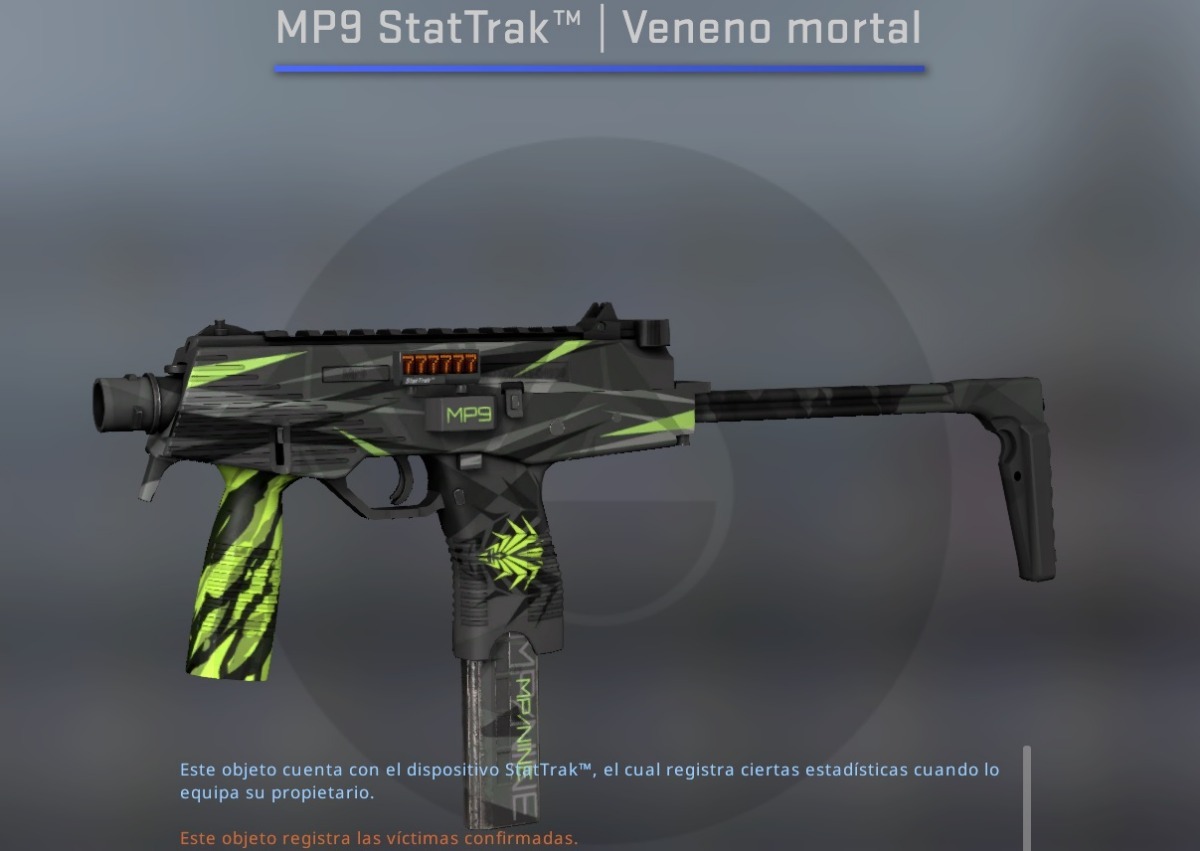 MP9 StatTrak™ | Veneno mortal
777777
StatTrak™
MP9
MP/NINE
Este objeto cuenta con el dispositivo StatTrak™, el cual registra ciertas estadísticas cuando lo
equipa su propietario.
Este objeto registra las víctimas confirmadas.